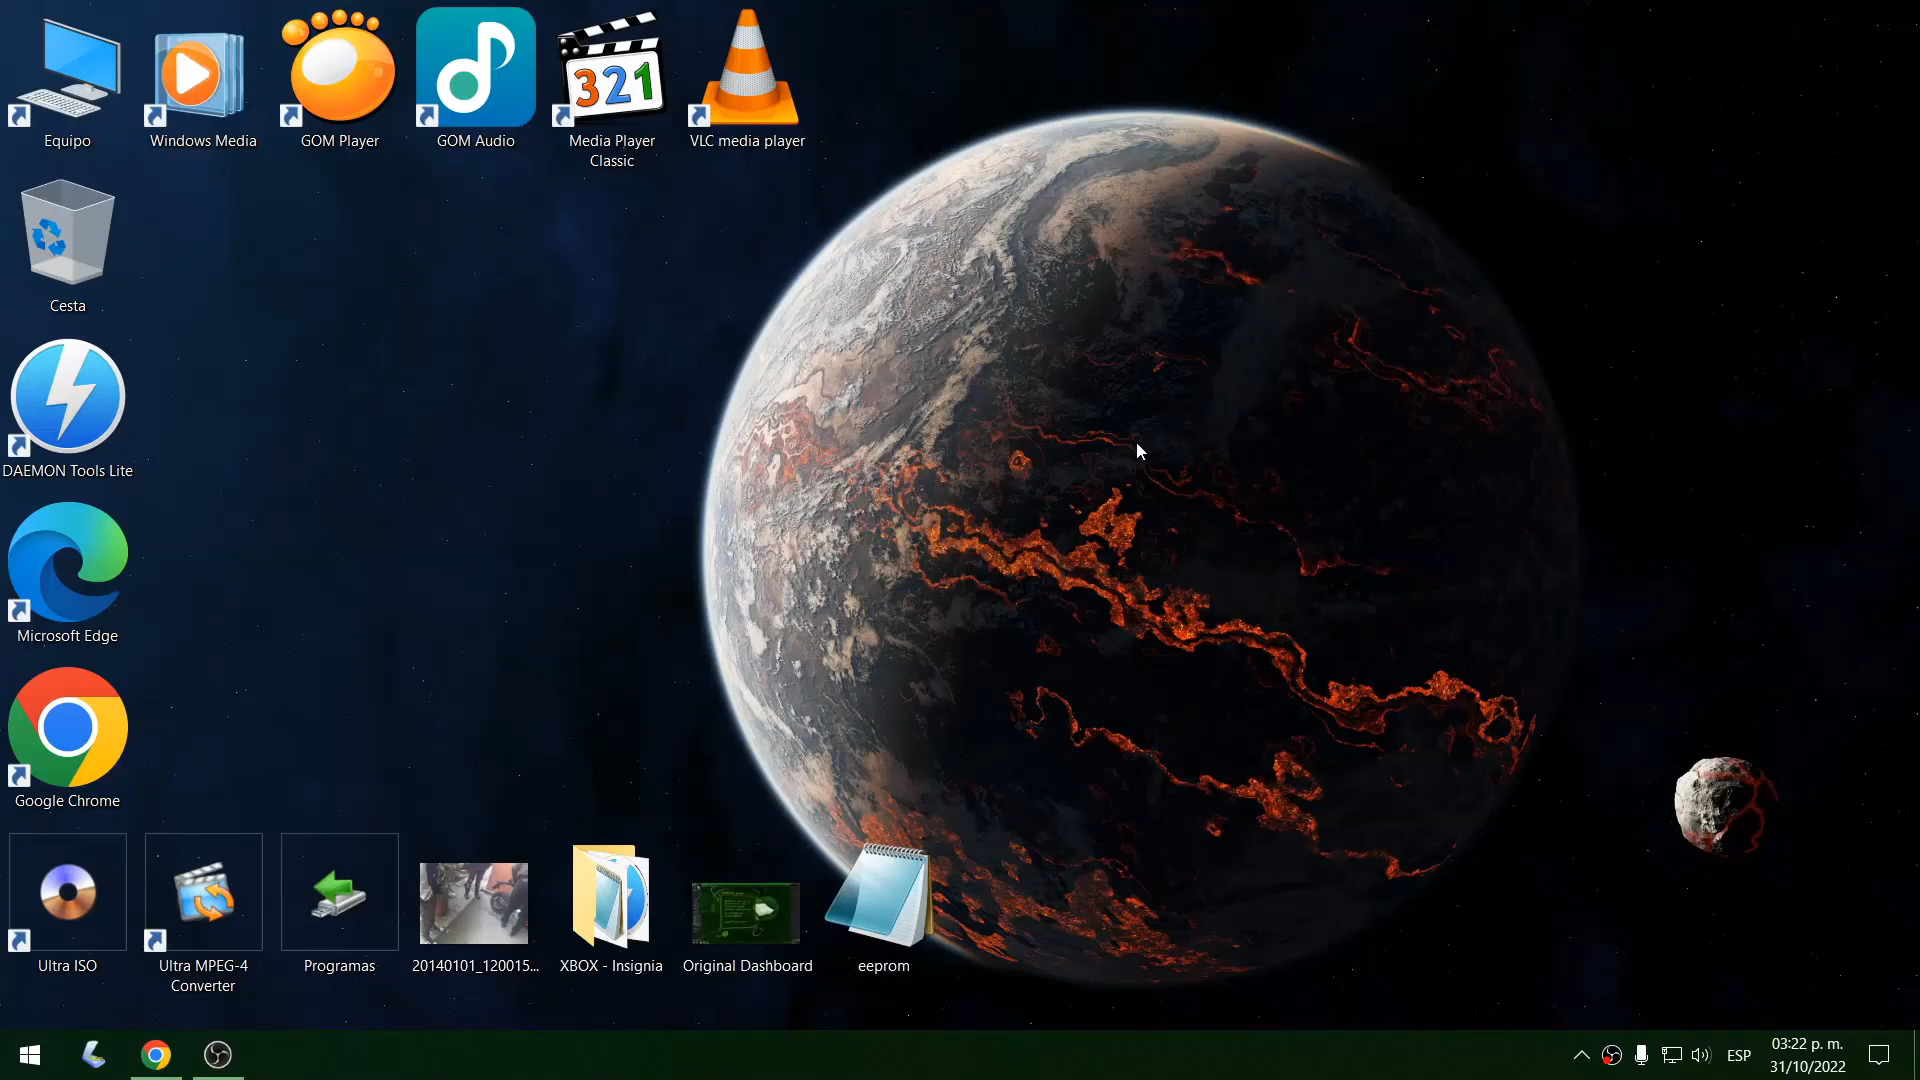 321
Equipo
Windows Media
GOM Player
GOM Audio
Media Player
Classic
VLC media player
Cesta
DAEMON Tools Lite
Microsoft Edge
Google Chrome
Ultra ISO
Ultra MPEG-4
Converter
Programas
20140101_120015...
XBOX - Insignia
Original Dashboard
eeprom
ESP
03:22 p. m.
31/10/2022